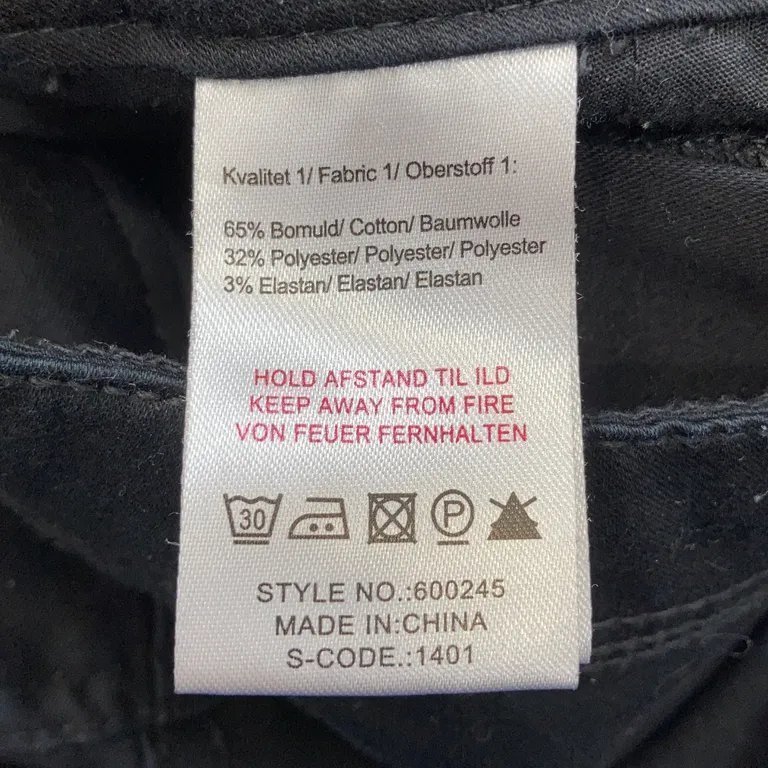 Kvalitet 1/ Fabric 1/ Oberstoff 1:
65% Bomuld/ Cotton/ Baumwolle
32% Polyester/ Polyester/ Polyester
3% Elastan/ Elastan/ Elastan
HOLD AFSTAND TIL ILD
KEEP AWAY FROM FIRE
VON FEUER FERNHALTEN
30 P
STYLE NO.:600245
MADE IN:CHINA
S-CODE.:1401